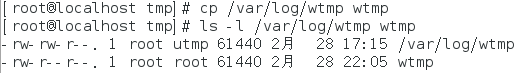 [root@localhost tmp]# cp /var/log/wtmp wtmp
[root@localhost tmp]# ls -l /var/log/wtmp wtmp
-rw-rw-r--. 1 root utmp 61440 2月  28 17:15 /var/log/wtmp
-rw-r--r--. 1 root root 61440 2月  28 22:05 wtmp